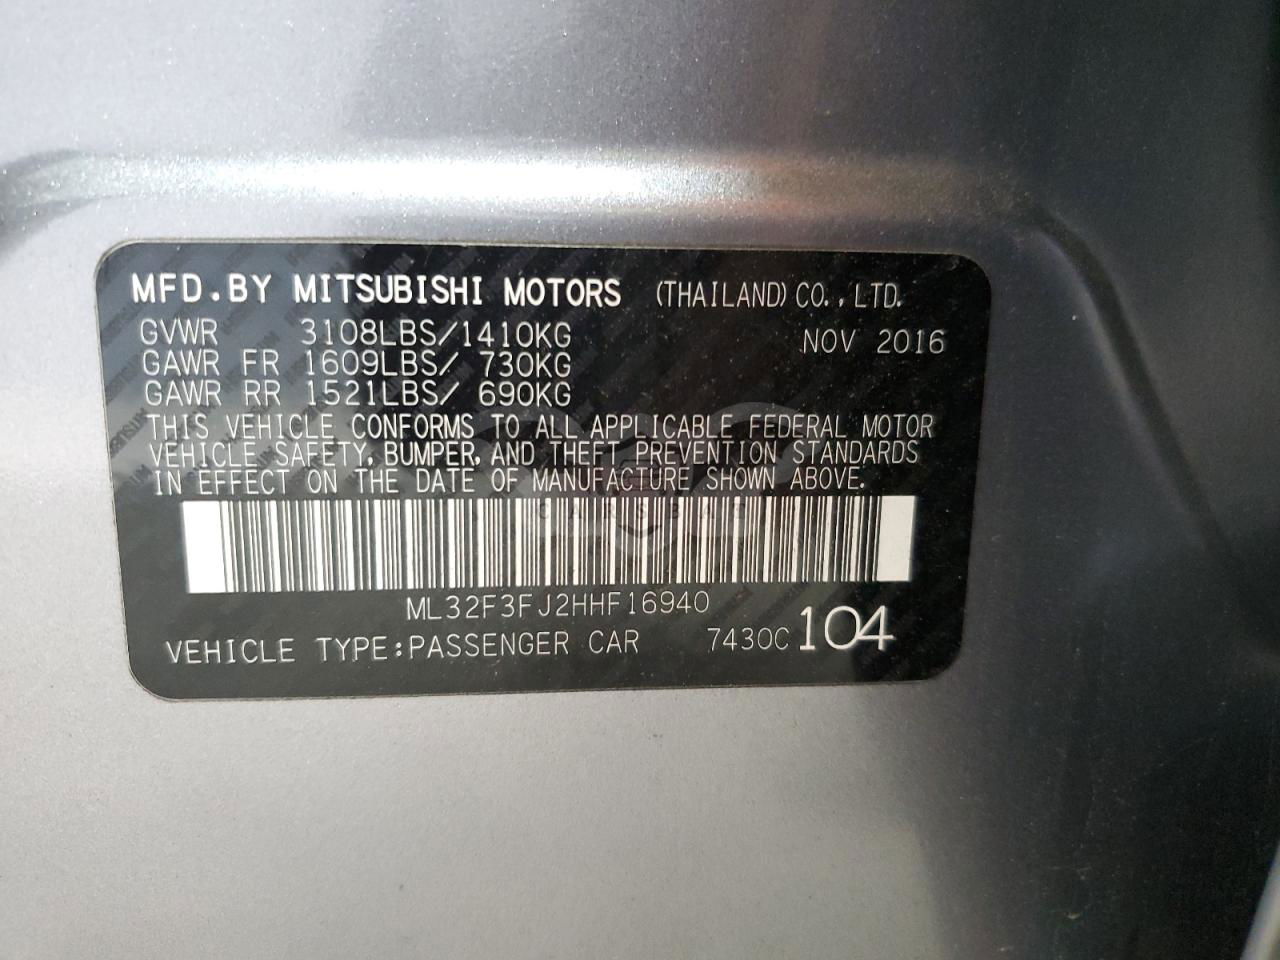 MFD.BY MITSUBISHI MOTORS (THAILAND) CO., LTD.
GVWR 3108LBS/1410KG NOV 2016
GAWR FR 1609LBS/ 730KG
GAWR RR 1521LBS/ 690KG
THIS VEHICLE CONFORMS TO ALL APPLICABLE FEDERAL MOTOR
VEHICLE SAFETY, BUMPER, AND THEFT PREVENTION STANDARDS
IN EFFECT ON THE DATE OF MANUFACTURE SHOWN ABOVE.
CARSBAT
ML32F3FJ2HHF16940
VEHICLE TYPE:PASSENGER CAR 7430C 104